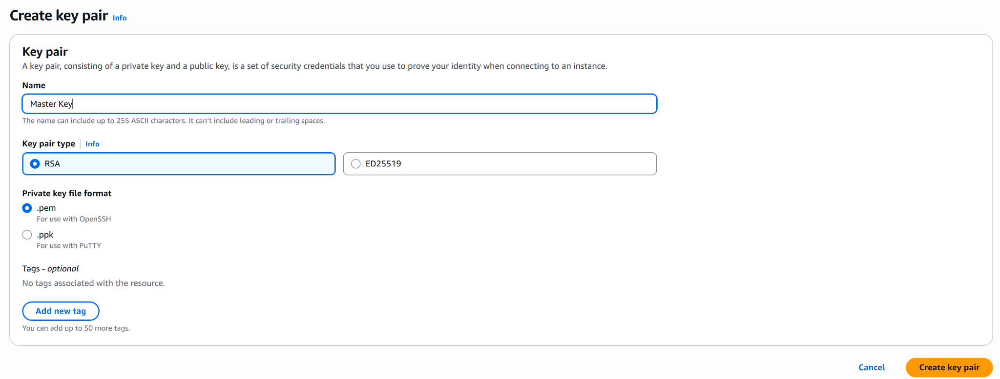 Create key pair Info
Key pair
A key pair, consisting of a private key and a public key, is a set of security credentials that you use to prove your identity when connecting to an instance.
Name
Master Key
The name can include up to 255 ASCII characters. It can't include leading or trailing spaces.
Key pair type Info
RSA ED25519
Private key file format
.pem
For use with OpenSSH
.ppk
For use with PuTTY
Tags - optional
No tags associated with the resource.
Add new tag
You can add up to 50 more tags.
Cancel Create key pair